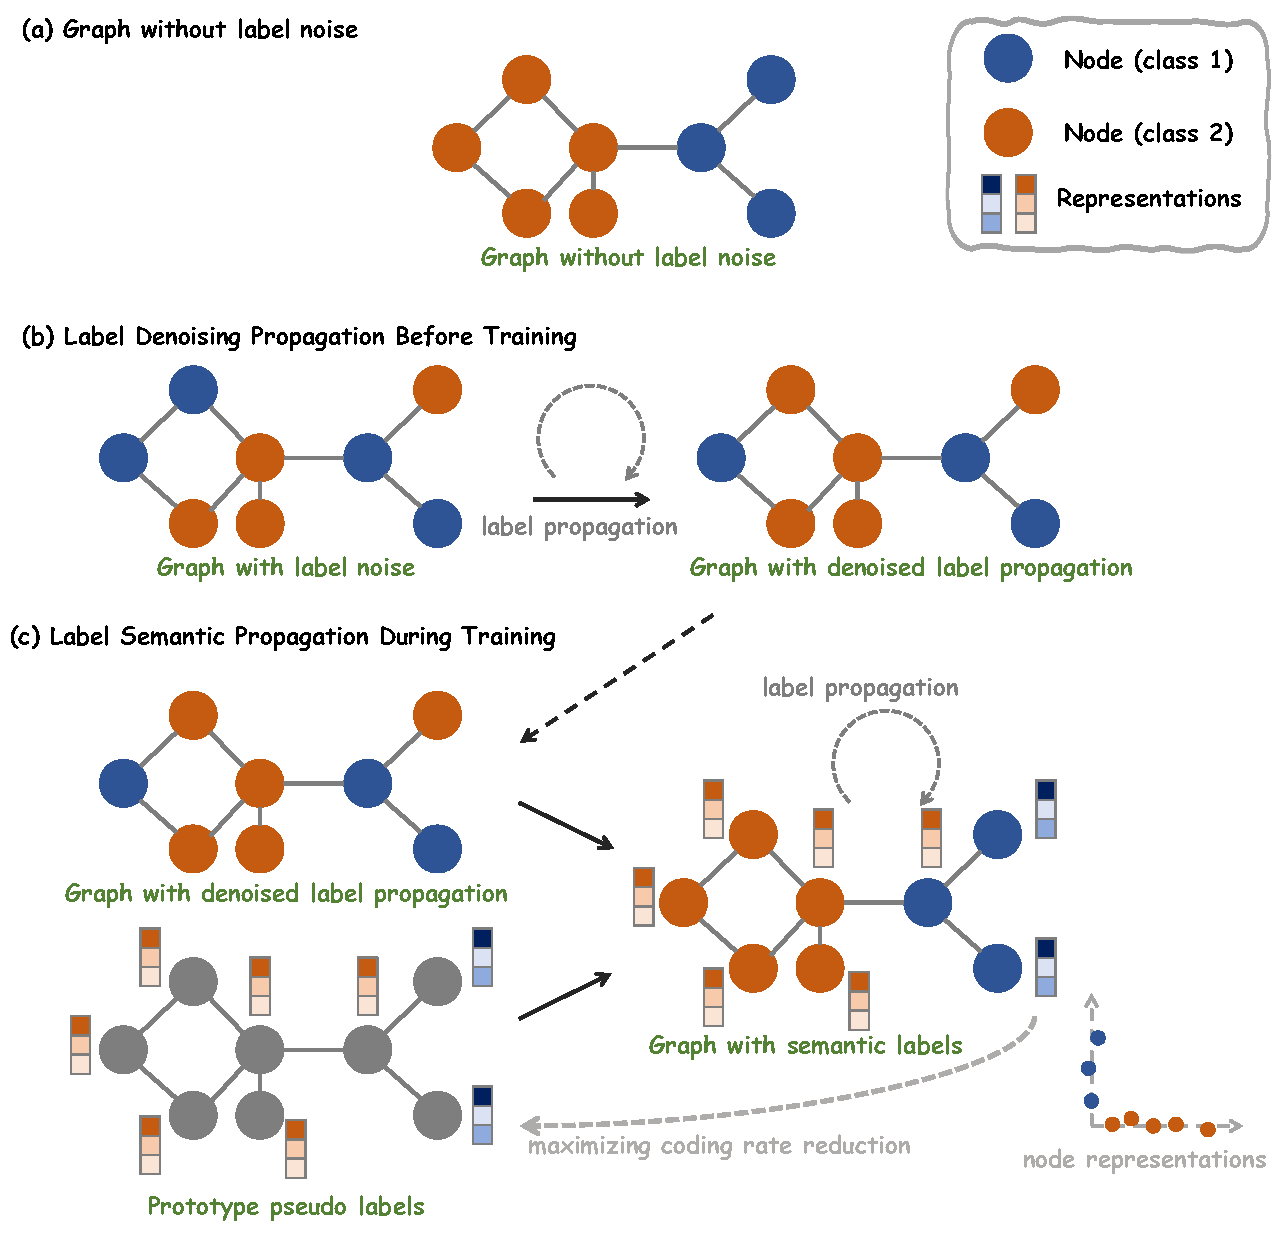 (a) Graph without label noise
Node (class 1)
Node (class 2)
Representations
Graph without label noise
(b) Label Denoising Propagation Before Training
label propagation
Graph with label noise
Graph with denoised label propagation
(c) Label Semantic Propagation During Training
label propagation
Graph with denoised label propagation
Graph with semantic labels
maximizing coding rate reduction
node representations
Prototype pseudo labels